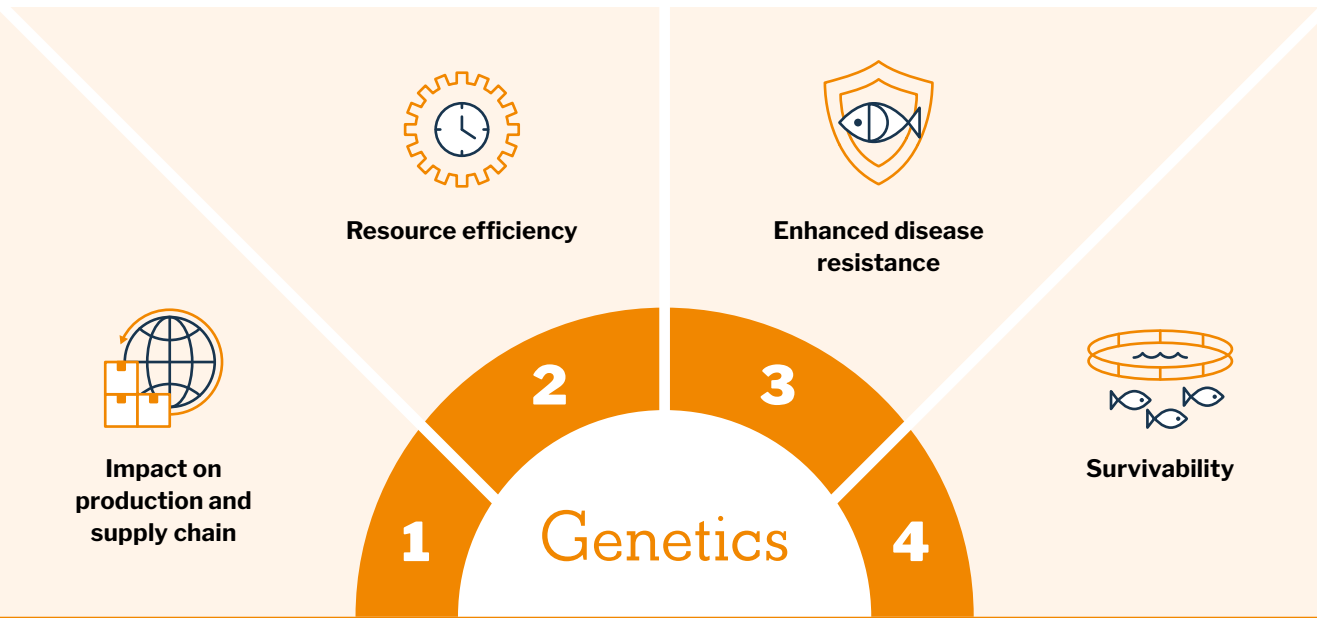 1
Impact on
production and
supply chain
2
Resource efficiency
3
Enhanced disease
resistance
4
Survivability
Genetics